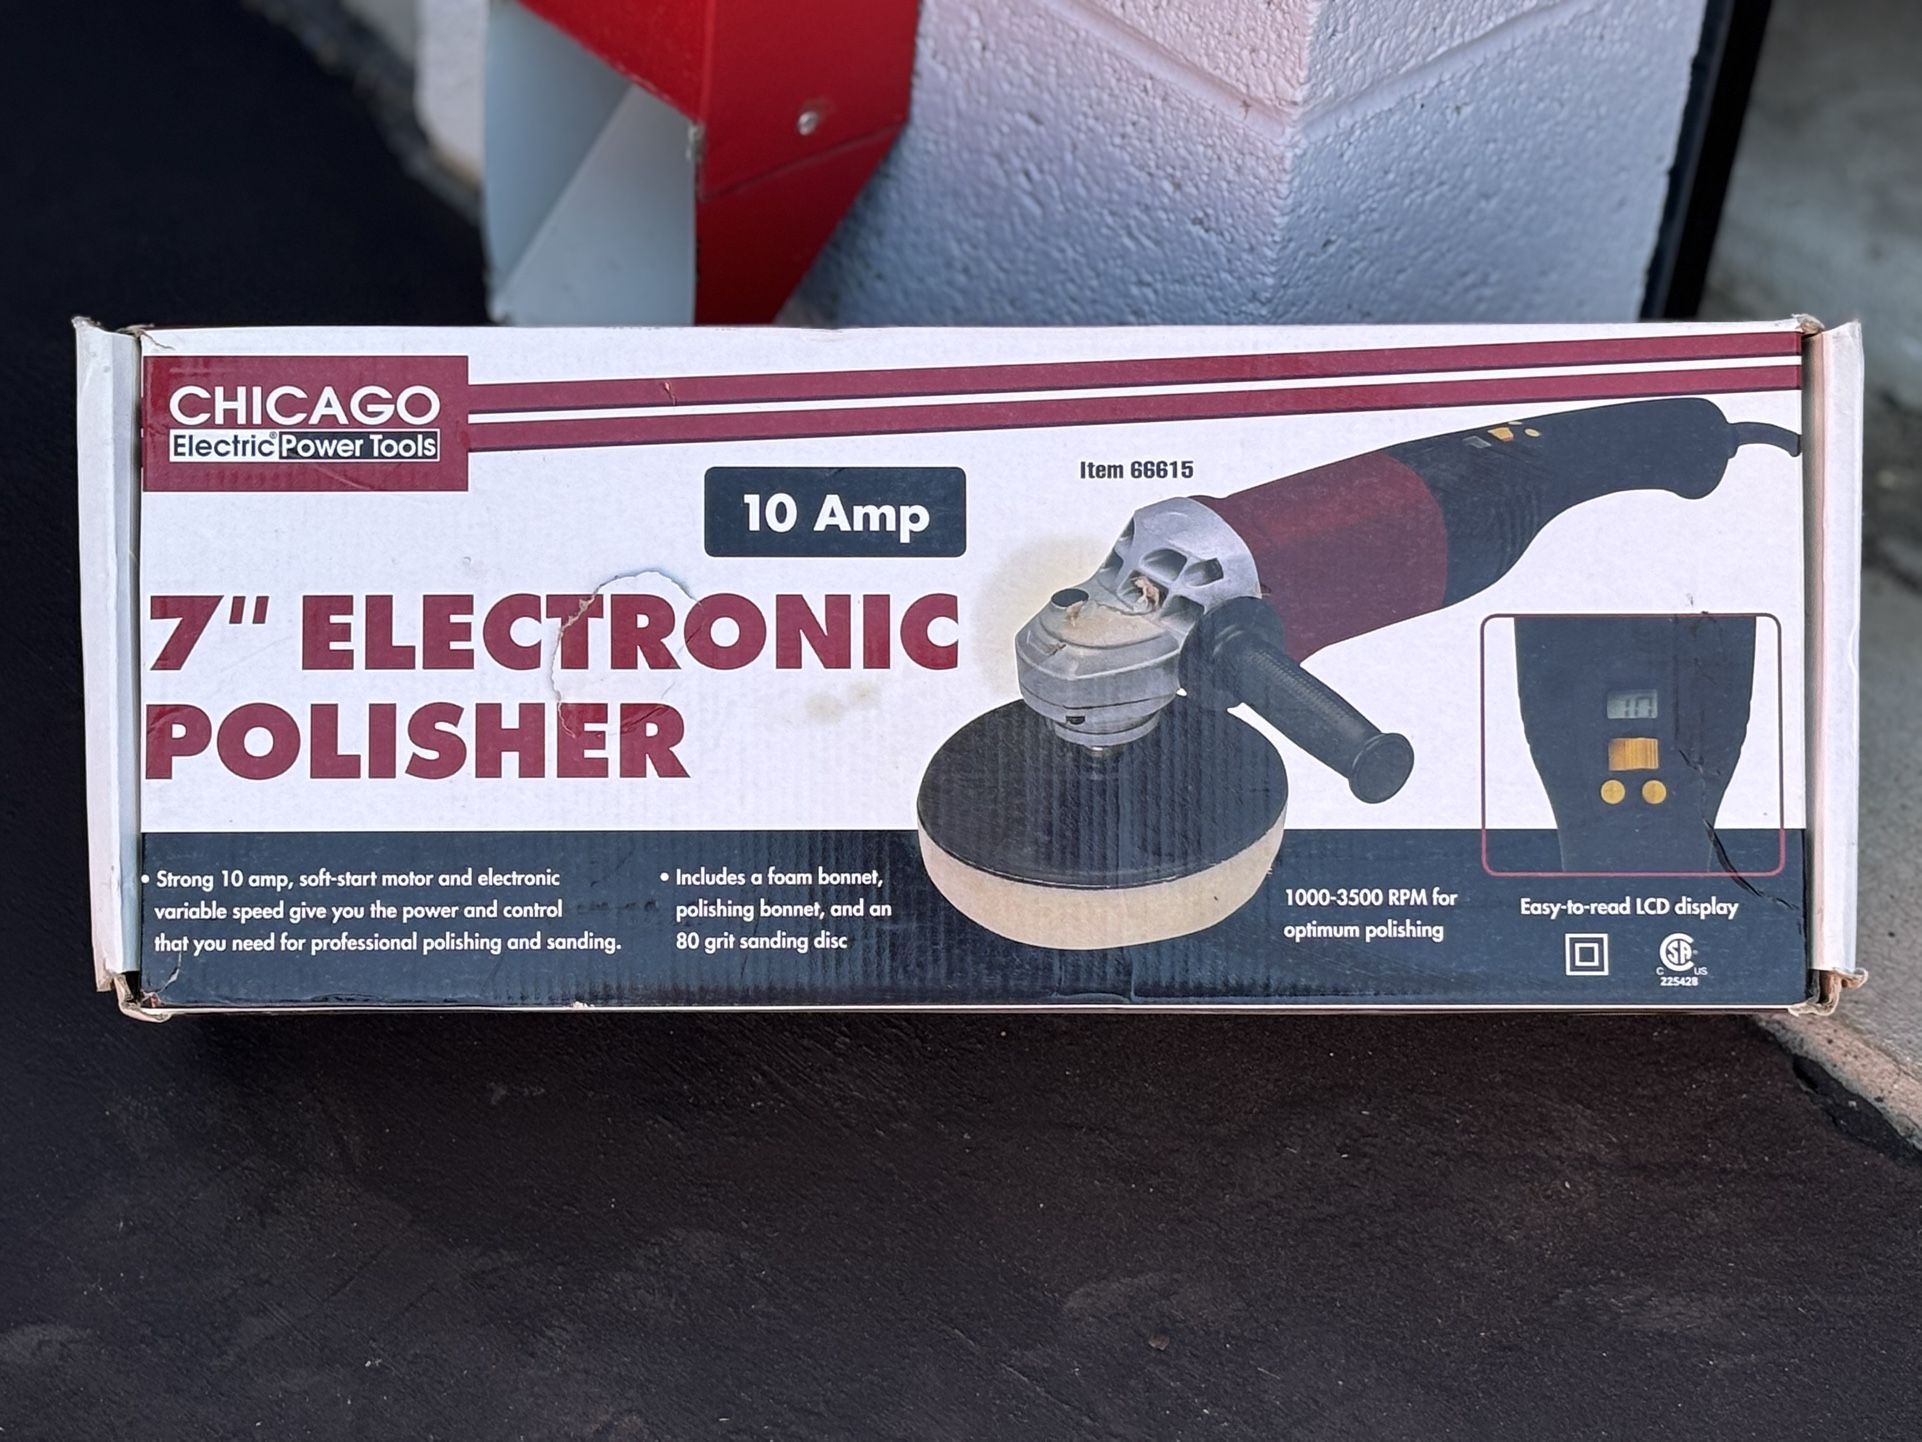 CHICAGO
Electric® Power Tools
10 Amp
Item 66615
7" ELECTRONIC
POLISHER
• Strong 10 amp, soft-start motor and electronic
variable speed give you the power and control
that you need for professional polishing and sanding.
• Includes a foam bonnet,
polishing bonnet, and an
80 grit sanding disc
1000-3500 RPM for
optimum polishing
Easy-to-read LCD display
C SA US
225428